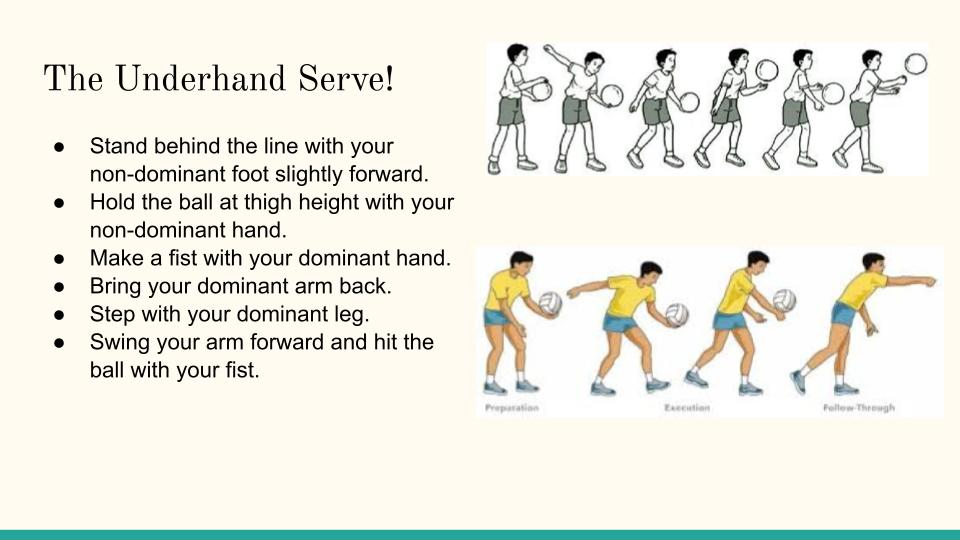 The Underhand Serve!
● Stand behind the line with your
non-dominant foot slightly forward.
● Hold the ball at thigh height with your
non-dominant hand.
● Make a fist with your dominant hand.
● Bring your dominant arm back.
● Step with your dominant leg.
● Swing your arm forward and hit the
ball with your fist.
Preparation
Execution
Follow-Through